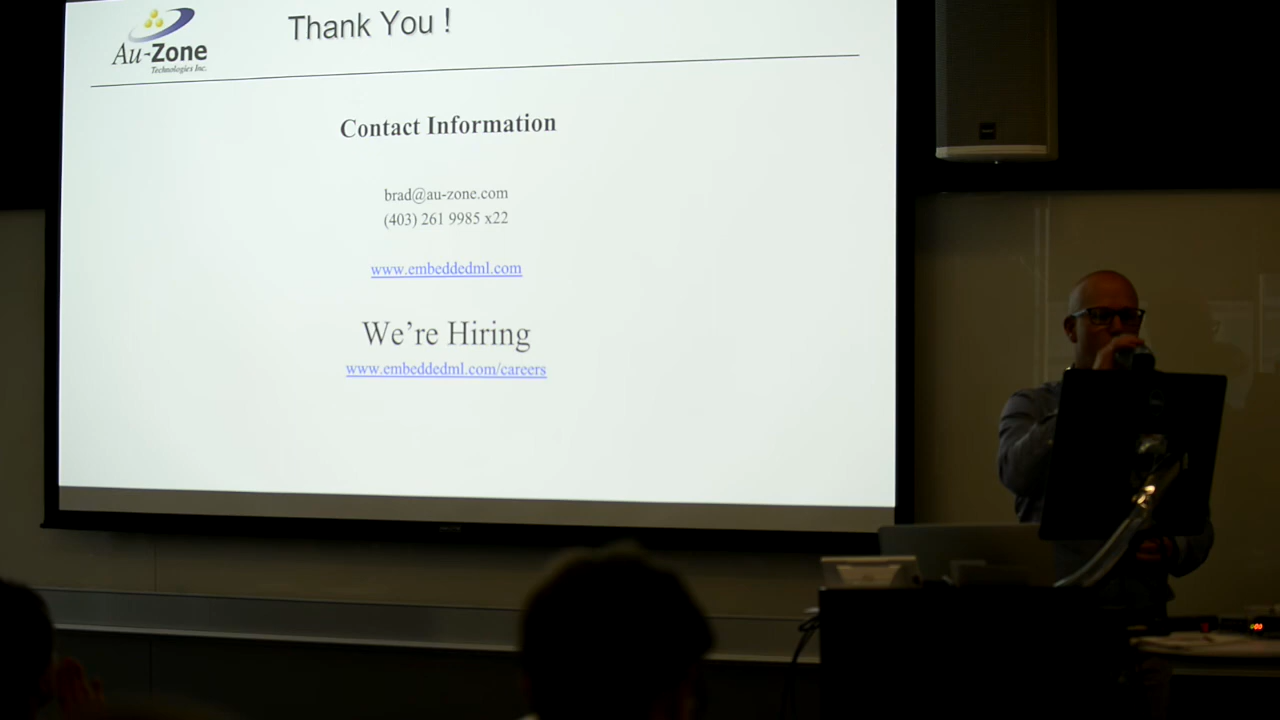 Au-Zone
Technologies Inc.
Thank You !
Contact Information
brad@au-zone.com
(403) 261 9985 x22
www.embeddedml.com
We're Hiring
www.embeddedml.com/careers